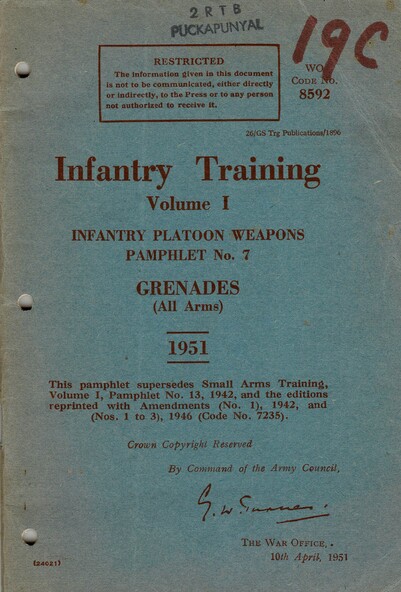 2 R T B
PUCKAPUNYAL
19C
RESTRICTED
The information given in this document
is not to be communicated, either directly
or indirectly, to the Press or to any person
not authorized to receive it.
WO
CODE No.
8592
26/GS Trg Publications/1896
Infantry Training
Volume I
INFANTRY PLATOON WEAPONS
PAMPHLET No. 7
GRENADES
(All Arms)
1951
This pamphlet supersedes Small Arms Training,
Volume I, Pamphlet No. 13, 1942, and the editions
reprinted with Amendments (No. 1), 1942, and
(Nos. 1 to 3), 1946 (Code No. 7235).
Crown Copyright Reserved
By Command of the Army Council,
THE WAR OFFICE,
10th April, 1951
(24021)